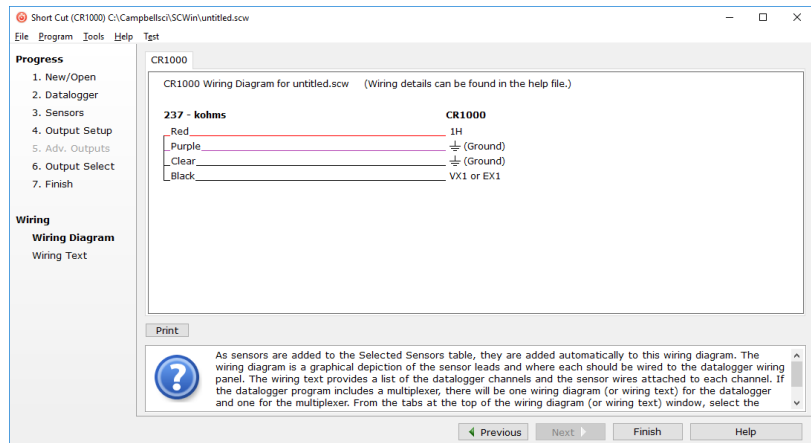 Short Cut (CR1000) C:\Campbellsci\SCWin\untitled.scw
File Program Tools Help Test
Progress
1. New/Open
2. Datalogger
3. Sensors
4. Output Setup
5. Adv. Outputs
6. Output Select
7. Finish
Wiring
Wiring Diagram
Wiring Text
CR1000
CR1000 Wiring Diagram for untitled.scw (Wiring details can be found in the help file.)
237 - kohms CR1000
Red 1H
Purple (Ground)
Clear (Ground)
Black VX1 or EX1
Print
As sensors are added to the Selected Sensors table, they are added automatically to this wiring diagram. The
wiring diagram is a graphical depiction of the sensor leads and where each should be wired to the datalogger wiring
panel. The wiring text provides a list of the datalogger channels and the sensor wires attached to each channel. If
the datalogger program includes a multiplexer, there will be one wiring diagram (or wiring text) for the datalogger
and one for the multiplexer. From the tabs at the top of the wiring diagram (or wiring text) window, select the
Previous Next Finish Help